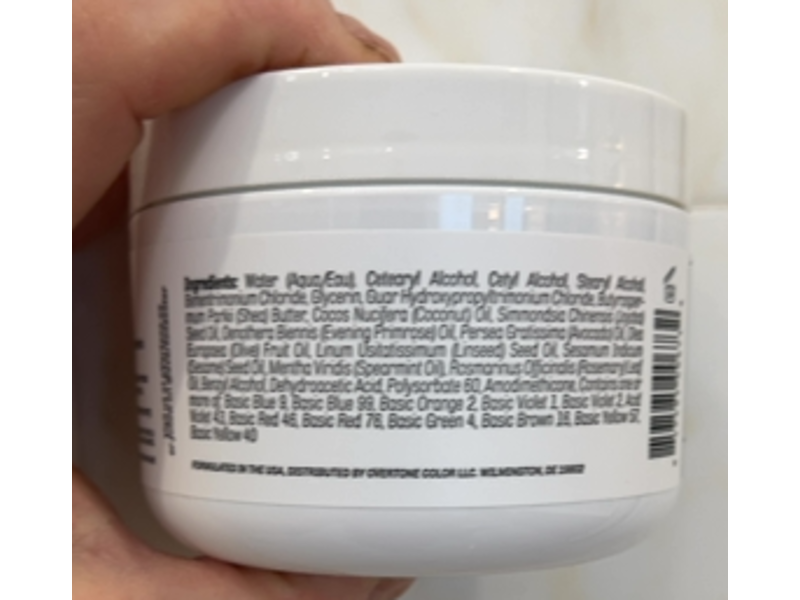 Ingredients: Water (Aqua/Eau), Cetearyl Alcohol, Cetyl Alcohol, Stearyl Alcohol,
Chloride, Glycerin, Guar Hydroxypropyltrimonium Chloride, Butyrosper-
mum Parkii (Shea) Butter, Cocos Nucifera (Coconut) Oil, Simmondsia Chinensis (Jojoba)
Seed Oil, Oenothera Biennis (Evening Primrose) Oil, Persea Gratissima (Avocado) Oil, Olea
Europaea (Olive) Fruit Oil, Linum Usitatissimum (Linseed) Seed Oil, Sesamum Indicum
(Sesame) Seed Oil, Mentha Viridis (Spearmint Oil), Rosmarinus Officinalis (Rosemary) Leaf
Oil, Benzyl Alcohol, Dehydroacetic Acid, Polysorbate 60, Amodimethicone, Contains one or
more of: Basic Blue 9, Basic Blue 99, Basic Orange 2, Basic Violet 1, Basic Violet 2, Acid
Violet 43, Basic Red 46, Basic Red 76, Basic Green 4, Basic Brown 16, Basic Yellow 57,
Basic Yellow 40
FORMULATED IN THE USA, DISTRIBUTED BY OVERTONE COLOR LLC. WILMINGTON, DE